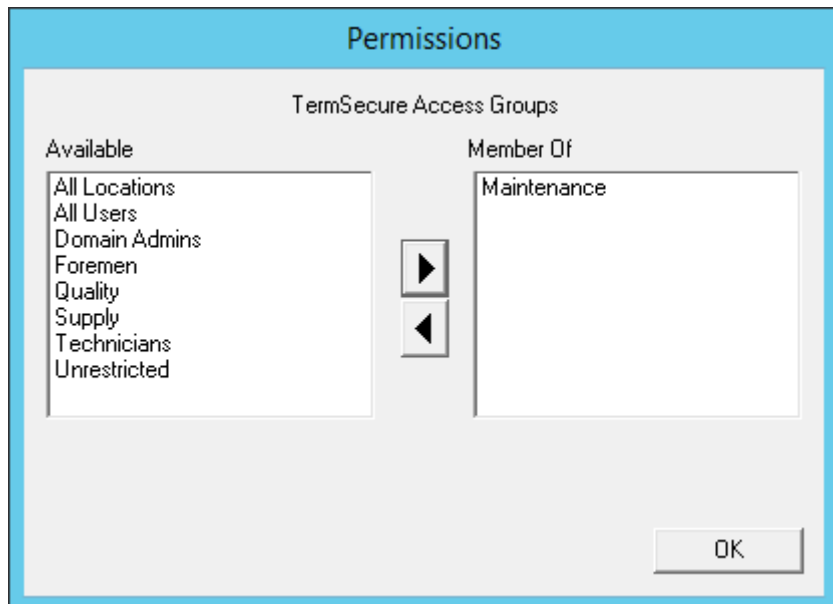 Permissions
TermSecure Access Groups
Available
Member Of
All Locations
All Users
Domain Admins
Foremen
Quality
Supply
Technicians
Unrestricted
Maintenance
OK